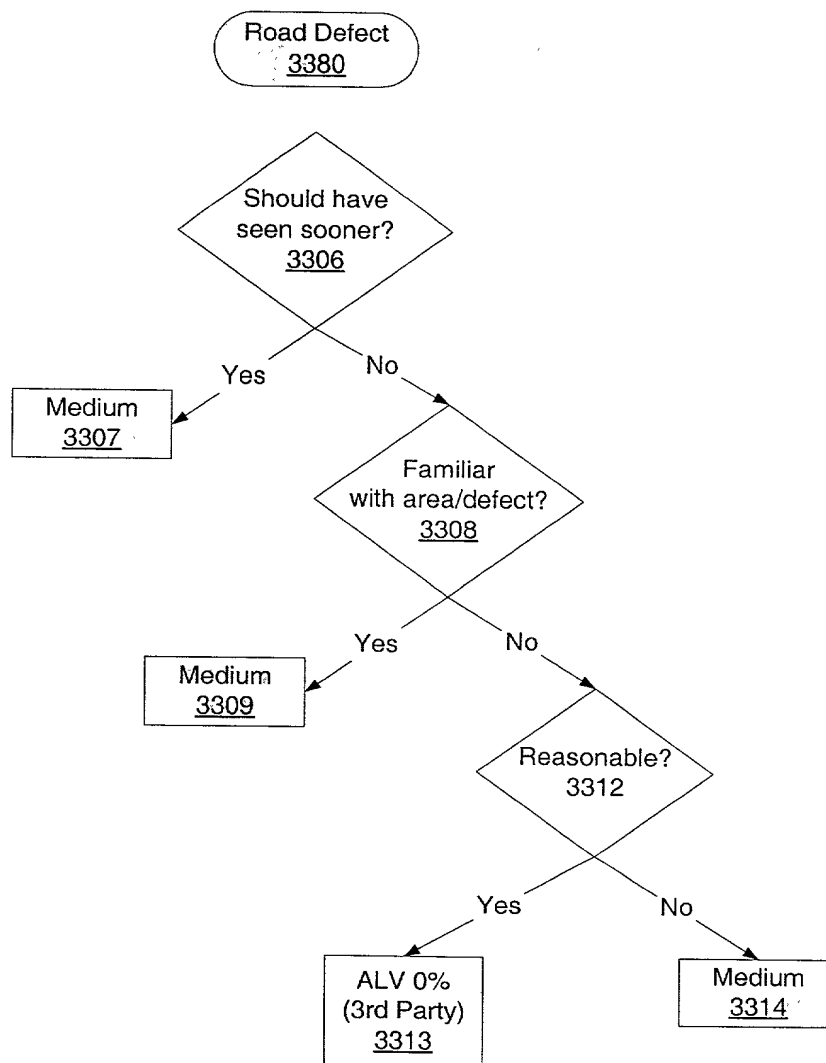 Road Defect
3380
Should have
seen sooner?
3306
Yes
No
Medium
3307
Familiar
with area/defect?
3308
Yes
No
Medium
3309
Reasonable?
3312
Yes
No
ALV 0%
(3rd Party)
3313
Medium
3314